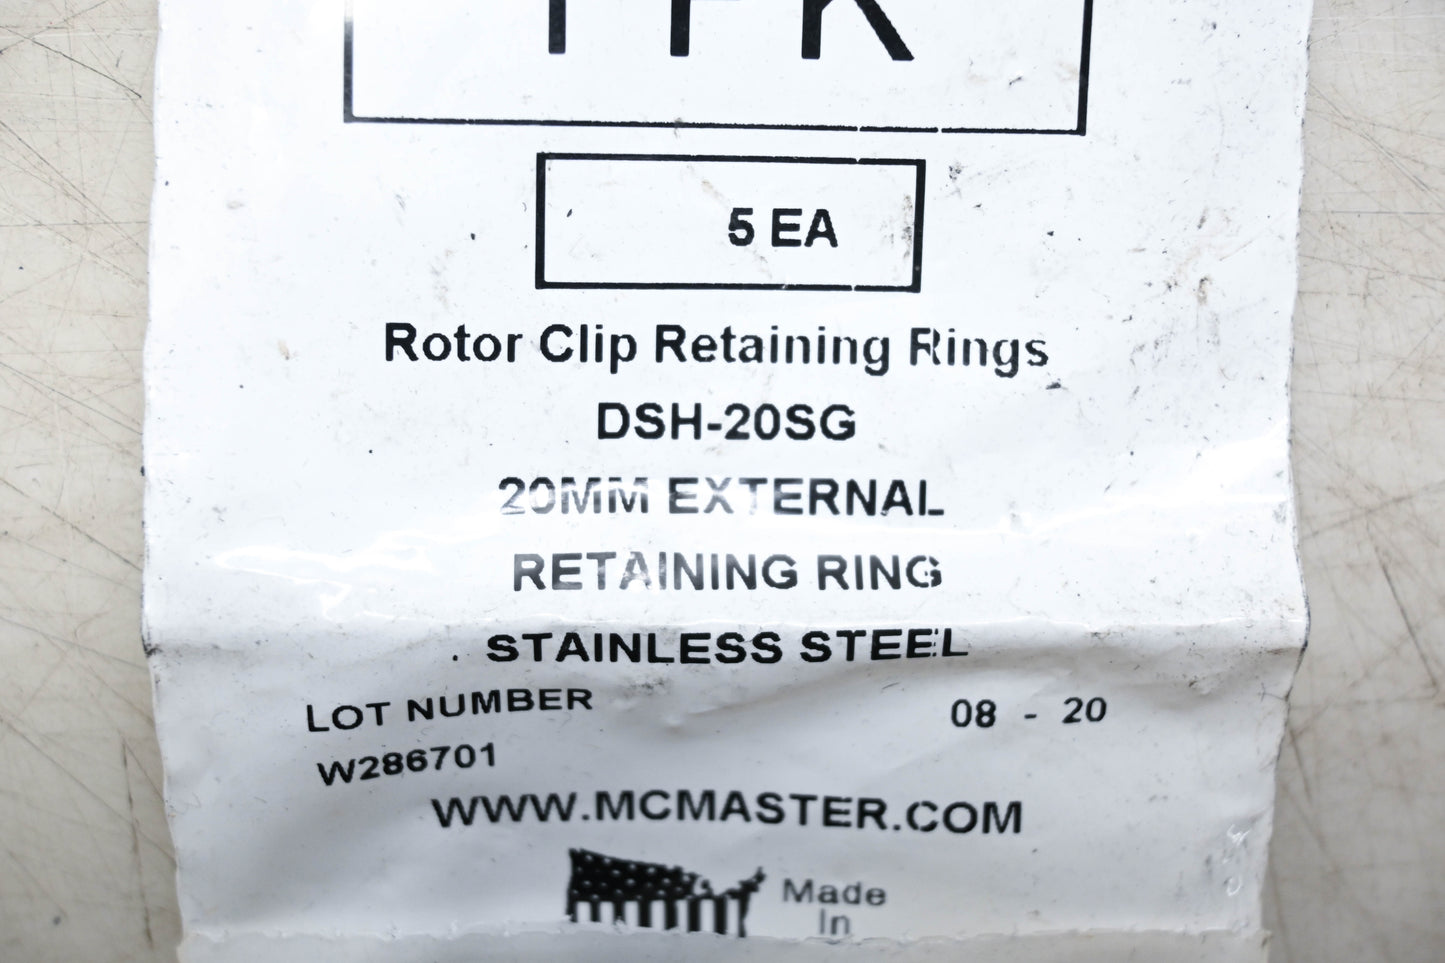 5 EA
Rotor Clip Retaining Rings
DSH-20SG
20MM EXTERNAL
RETAINING RING
STAINLESS STEEL
LOT NUMBER
W286701
08 - 20
WWW.MCMASTER.COM
Made
In